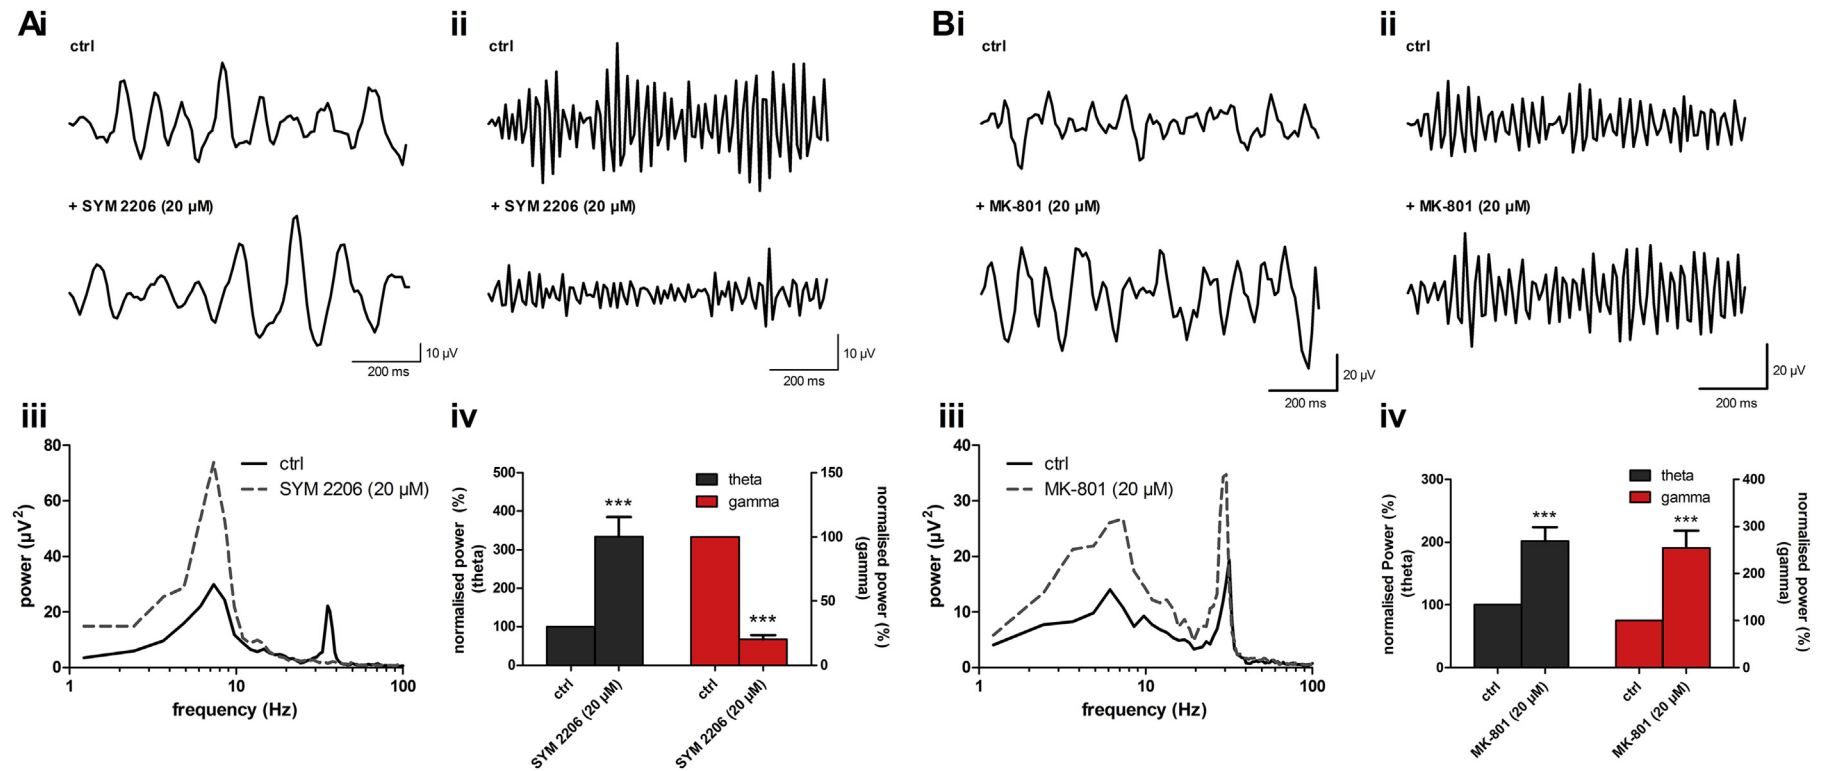 Ai
ctrl
+ SYM 2206 (20 µM)
10 µV
200 ms
ii
ctrl
+ SYM 2206 (20 µM)
10 µV
200 ms
Bi
ctrl
+ MK-801 (20 µM)
20 µV
200 ms
ii
ctrl
+ MK-801 (20 µM)
20 µV
200 ms
iii
80
60
40
20
0
power (µV²)
ctrl
SYM 2206 (20 µM)
1
10
100
frequency (Hz)
iv
500
400
300
200
100
0
normalised power (%)
(theta)
theta
gamma
***
***
150
100
50
0
normalised power (%)
(gamma)
ctrl
SYM 2206 (20 µM)
ctrl
SYM 2206 (20 µM)
iii
40
30
20
10
0
power (µV²)
ctrl
MK-801 (20 µM)
1
10
100
frequency (Hz)
iv
300
200
100
0
normalised Power (%)
(theta)
theta
gamma
***
***
400
300
200
100
0
normalised power (%)
(gamma)
ctrl
MK-801 (20 µM)
ctrl
MK-801 (20 µM)